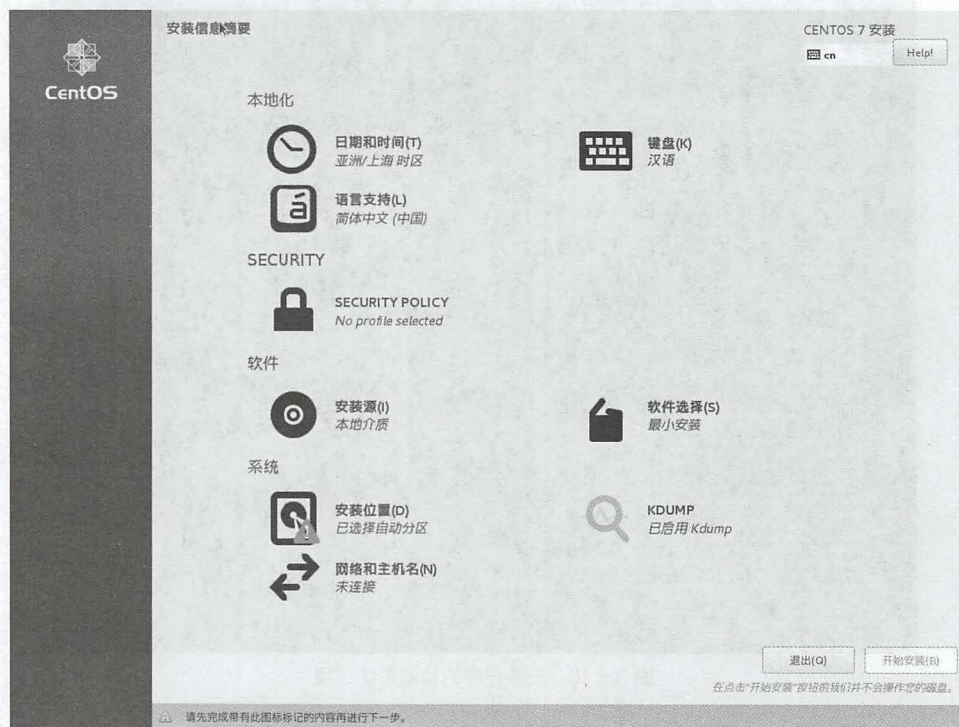 安装信息摘要
CENTOS 7 安装
cn
Help!
CentOS
本地化
日期和时间(T)
亚洲/上海 时区
键盘(K)
汉语
语言支持(L)
简体中文 (中国)
SECURITY
SECURITY POLICY
No profile selected
软件
安装源(I)
本地介质
软件选择(S)
最小安装
系统
安装位置(D)
已选择自动分区
KDUMP
已启用 Kdump
网络和主机名(N)
未连接
退出(Q)
开始安装(B)
在点击"开始安装"按钮前我们并不会操作您的磁盘。
请先完成带有此图标标记的内容再进行下一步。